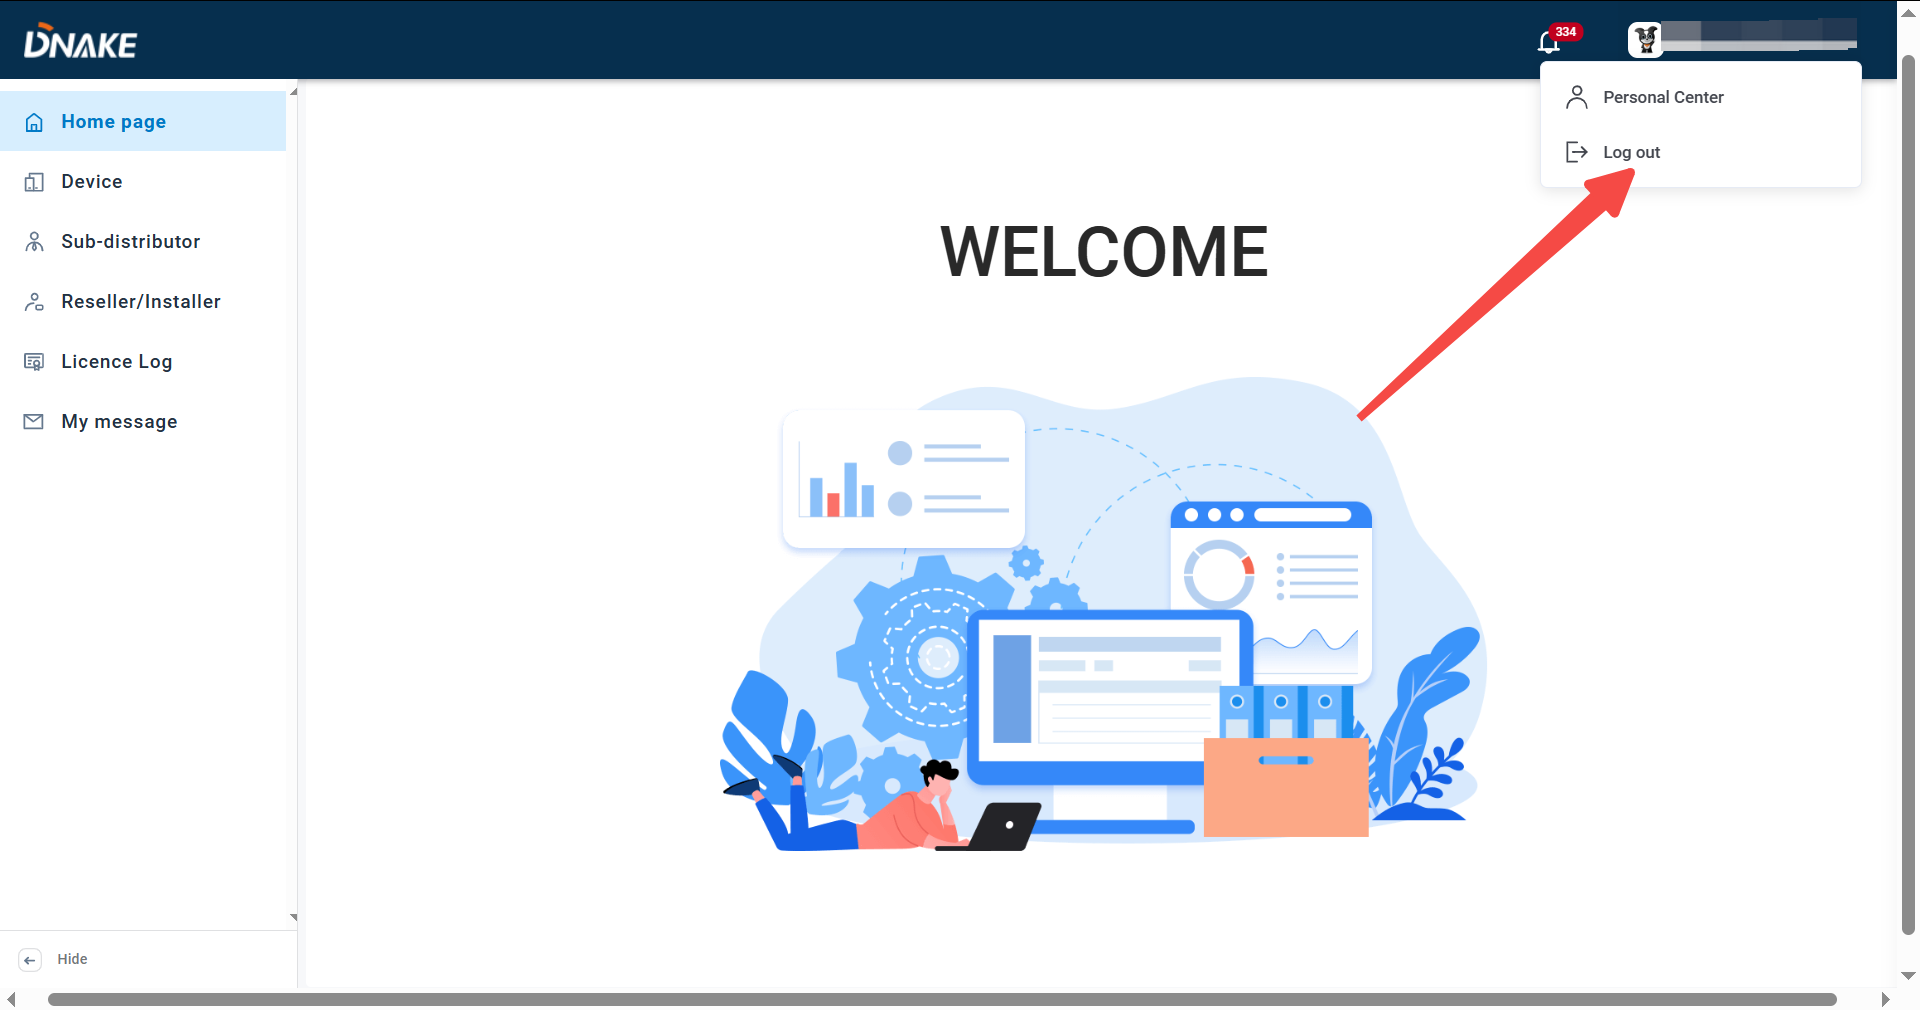 DNAKE
334
Personal Center
Log out
Home page
Device
Sub-distributor
Reseller/Installer
Licence Log
My message
WELCOME
Hide